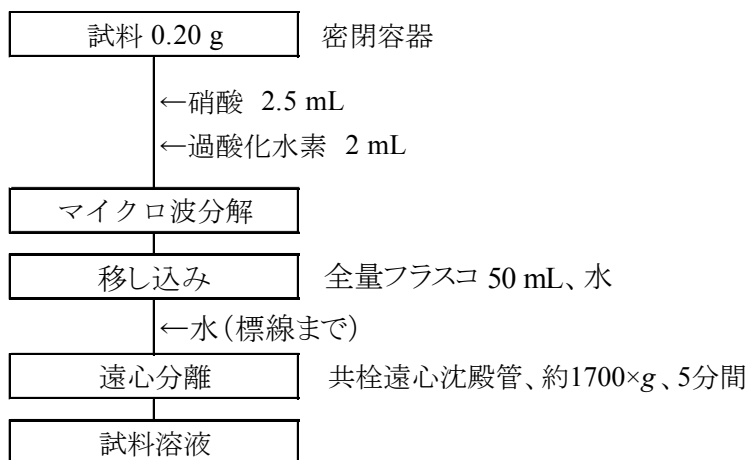 試料 0.20 g 密閉容器
←硝酸 2.5 mL
←過酸化水素 2 mL
マイクロ波分解
移し込み 全量フラスコ 50 mL、水
←水(標線まで)
遠心分離 共栓遠心沈殿管、約1700×g、5分間
試料溶液